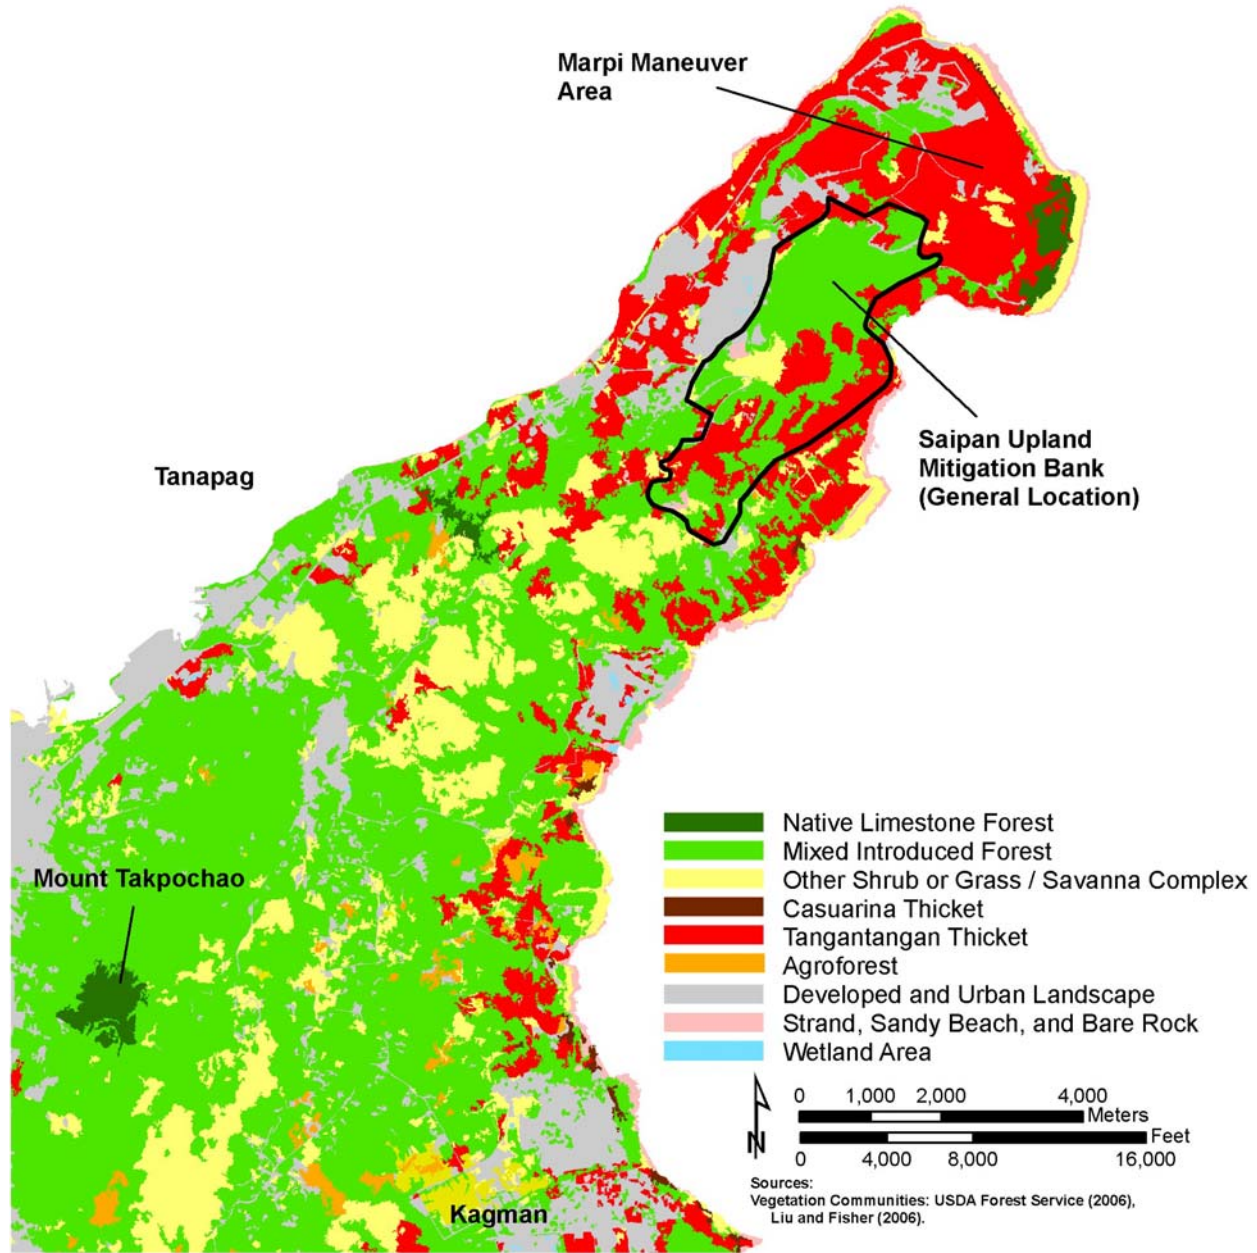 Marpi Maneuver
Area
Saipan Upland
Mitigation Bank
(General Location)
Tanapag
Mount Takpochao
Kagman
Native Limestone Forest
Mixed Introduced Forest
Other Shrub or Grass / Savanna Complex
Casuarina Thicket
Tangantangan Thicket
Agroforest
Developed and Urban Landscape
Strand, Sandy Beach, and Bare Rock
Wetland Area
N
0 1,000 2,000 4,000
Meters
Feet
0 4,000 8,000 16,000
Sources:
Vegetation Communities: USDA Forest Service (2006),
Liu and Fisher (2006).